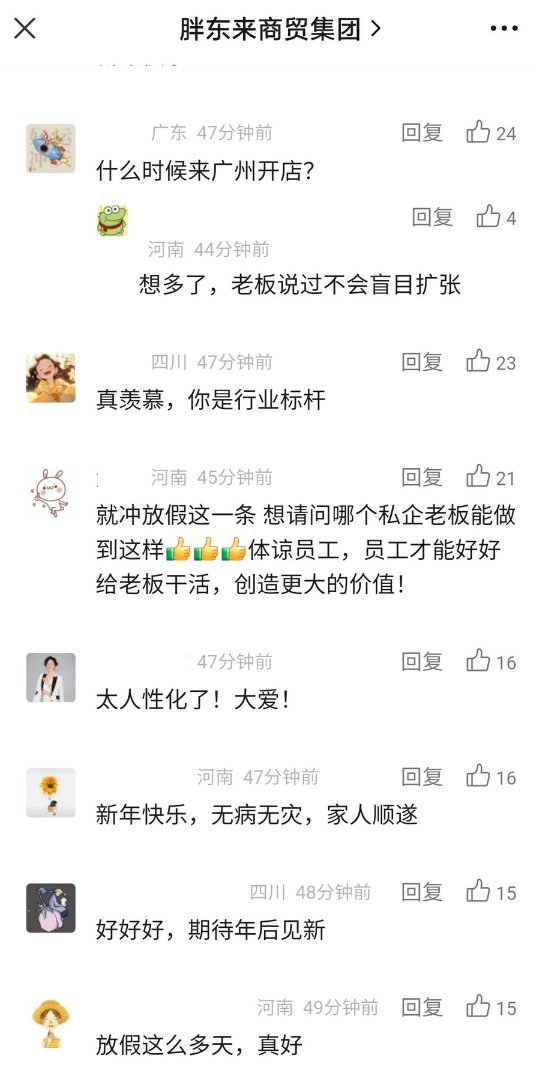 胖东来商贸集团
广东 47分钟前 回复 24
什么时候来广州开店?
回复 4
河南 44分钟前
想多了，老板说过不会盲目扩张
四川 47分钟前 回复 23
真羡慕，你是行业标杆
河南 45分钟前 回复 21
就冲放假这一条 想请问哪个私企老板能做
到这样👍👍👍体谅员工，员工才能好好
给老板干活，创造更大的价值！
47分钟前 回复 16
太人性化了！大爱！
河南 47分钟前 回复 16
新年快乐，无病无灾，家人顺遂
四川 48分钟前 回复 15
好好好，期待年后见新
河南 49分钟前 回复 15
放假这么多天，真好